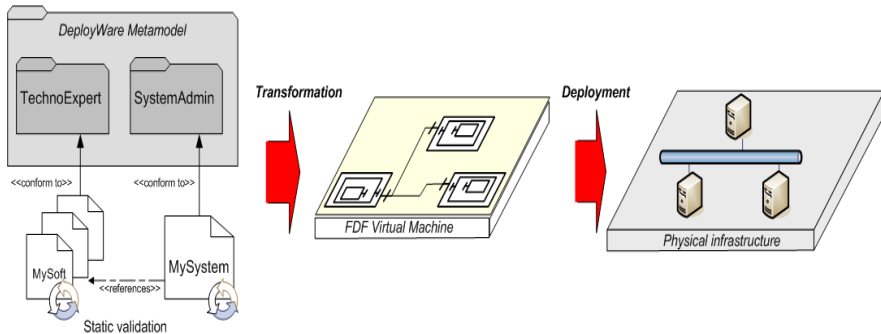 DeployWare Metamodel
TechnoExpert
SystemAdmin
<<conform to>>
<<conform to>>
MySoft
MySystem
<<references>>
Static validation
Transformation
FDF Virtual Machine
Deployment
Physical infrastructure